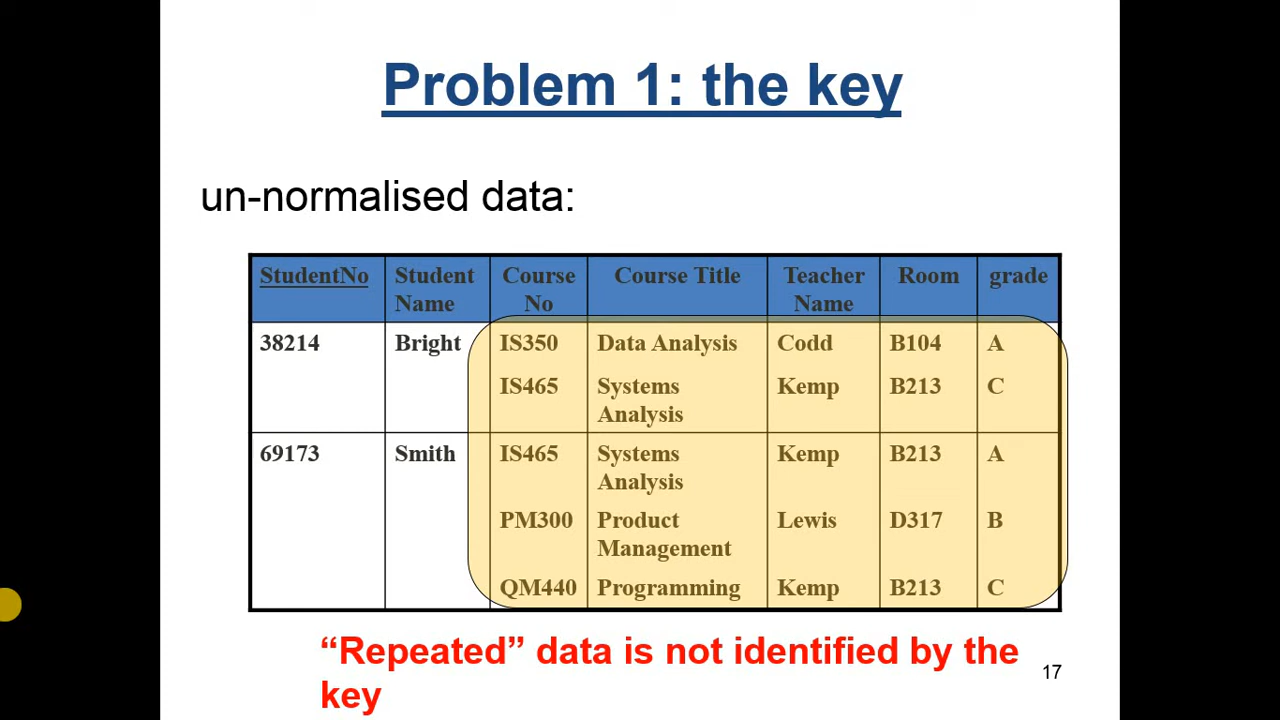 Problem 1: the key
un-normalised data:
StudentNo Student Name Course No Course Title Teacher Name Room grade
38214 Bright IS350 Data Analysis Codd B104 A
IS465 Systems Analysis Kemp B213 C
69173 Smith IS465 Systems Analysis Kemp B213 A
PM300 Product Management Lewis D317 B
QM440 Programming Kemp B213 C
“Repeated” data is not identified by the
key
17